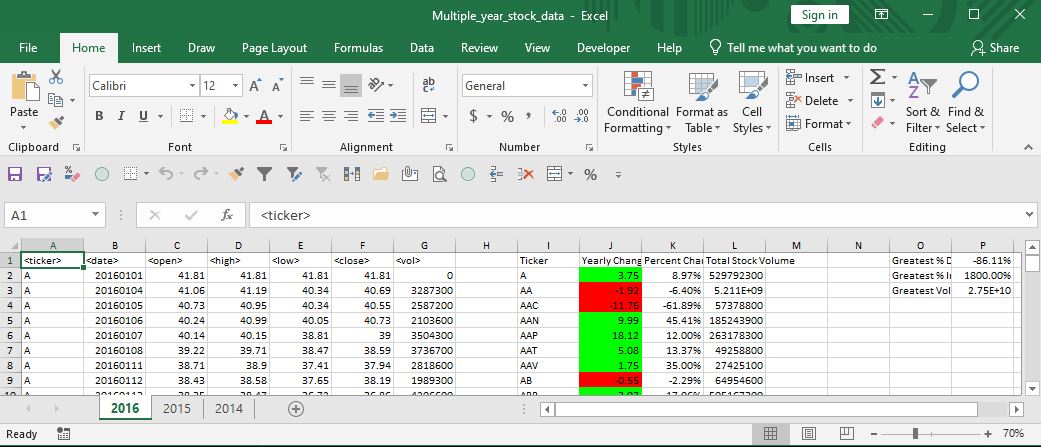 Multiple_year_stock_data - Excel
Sign in
File Home Insert Draw Page Layout Formulas Data Review View Developer Help Tell me what you want to do Share
Paste
Clipboard
Calibri 12 A A
B I U A
Font
ab
Alignment
General
$ % , .00 .0
Number
Conditional Formatting
Format as Table
Cell Styles
Styles
Insert
Delete
Format
Cells
Sort & Filter
Find & Select
Editing
A1 fx <ticker>
A B C D E F G H I J K L M N O P
1 <ticker> <date> <open> <high> <low> <close> <vol> Ticker Yearly Chang Percent Chan Total Stock Volume Greatest % D -86.11%
2 A 20160101 41.81 41.81 41.81 41.81 0 A 3.75 8.97% 529792300 Greatest % I 1800.00%
3 A 20160104 41.06 41.19 40.34 40.69 3287300 AA -1.92 -6.40% 5.211E+09 Greatest Vol 2.75E+10
4 A 20160105 40.73 40.95 40.34 40.55 2587200 AAC -11.76 -61.89% 57378800
5 A 20160106 40.24 40.99 40.05 40.73 2103600 AAN 9.99 45.41% 185243900
6 A 20160107 40.14 40.15 38.81 39 3504300 AAP 18.12 12.00% 263178300
7 A 20160108 39.22 39.71 38.47 38.59 3736700 AAT 5.08 13.37% 49258800
8 A 20160111 38.71 38.9 37.41 37.94 2818600 AAV 1.75 35.00% 27425100
9 A 20160112 38.43 38.58 37.65 38.19 1989300 AB -0.55 -2.29% 64954600
2016 2015 2014
Ready 70%